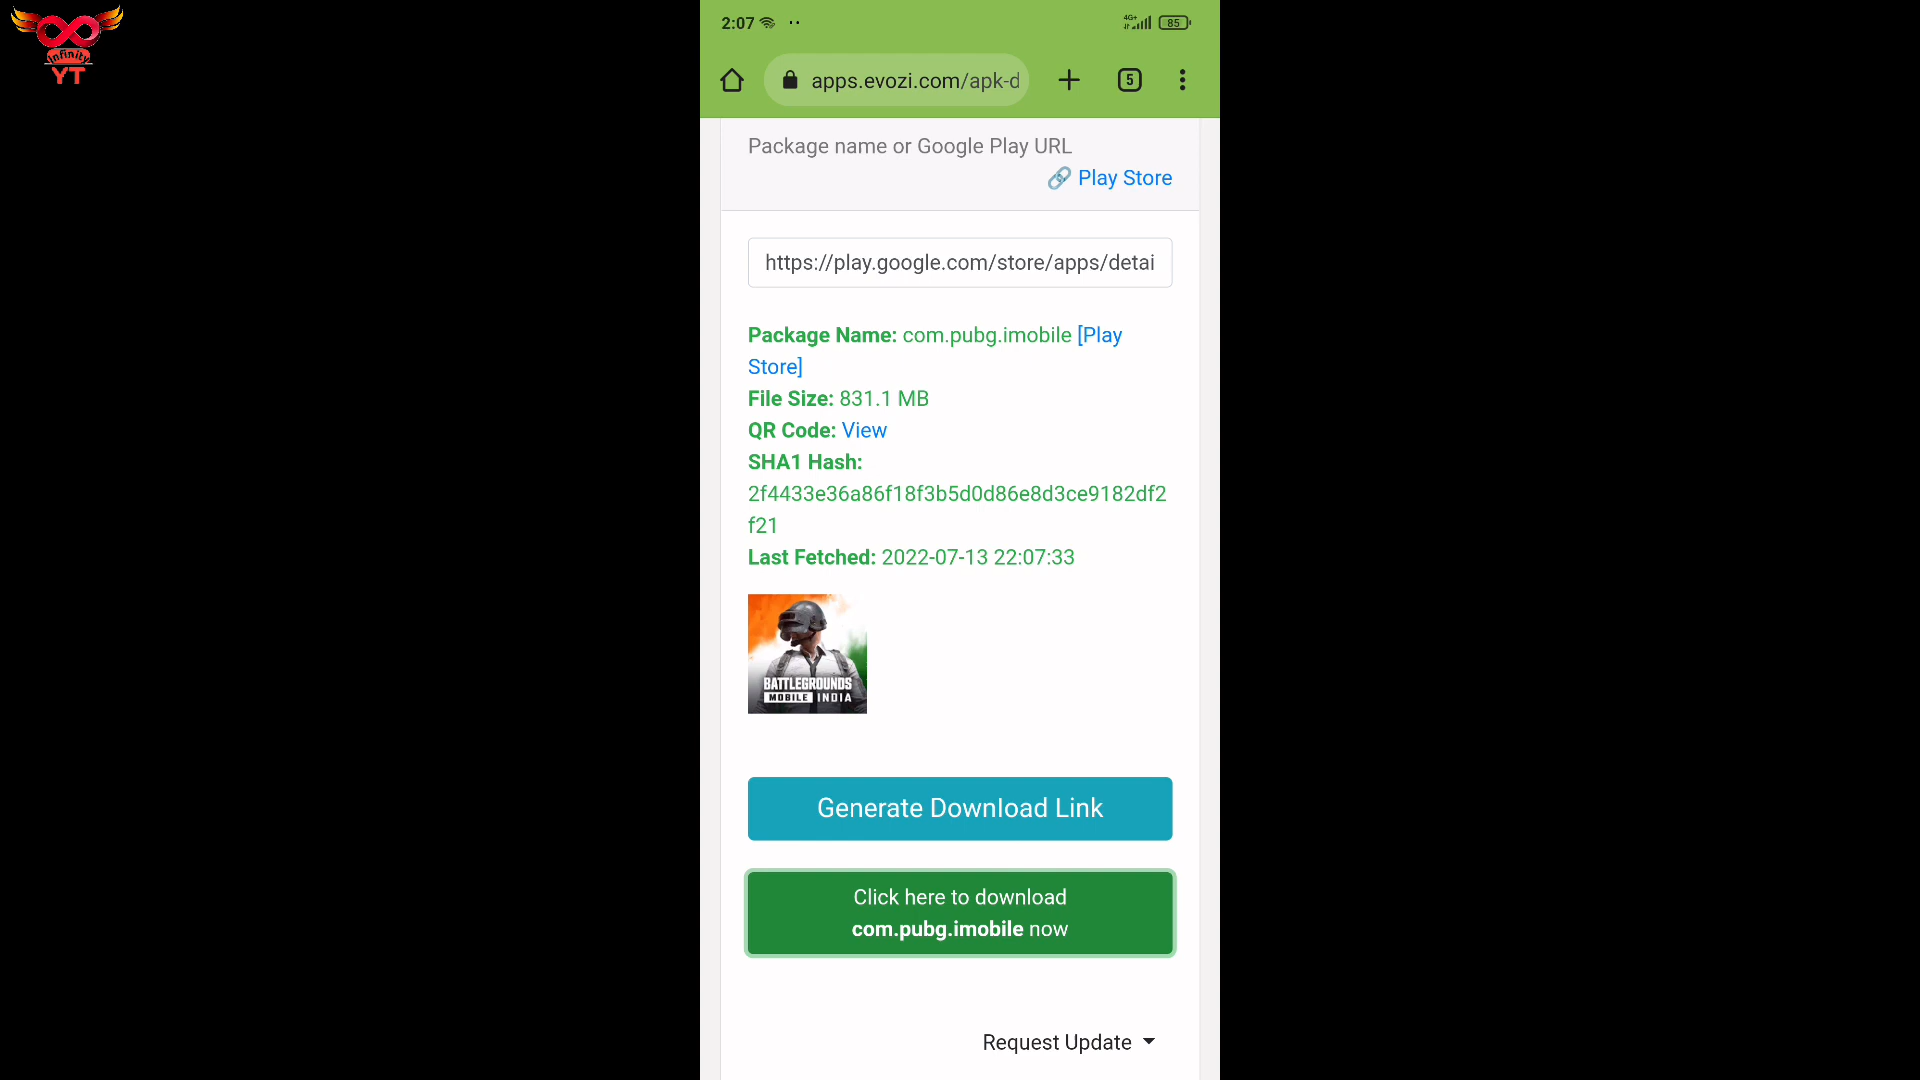 Infinity
YT
2:07
4G+
85
apps.evozi.com/apk-d
5
Package name or Google Play URL
Play Store
https://play.google.com/store/apps/detai
Package Name: com.pubg.imobile [Play
Store]
File Size: 831.1 MB
QR Code: View
SHA1 Hash:
2f4433e36a86f18f3b5d0d86e8d3ce9182df2
f21
Last Fetched: 2022-07-13 22:07:33
BATTLEGROUNDS
MOBILE INDIA
Generate Download Link
Click here to download
com.pubg.imobile now
Request Update